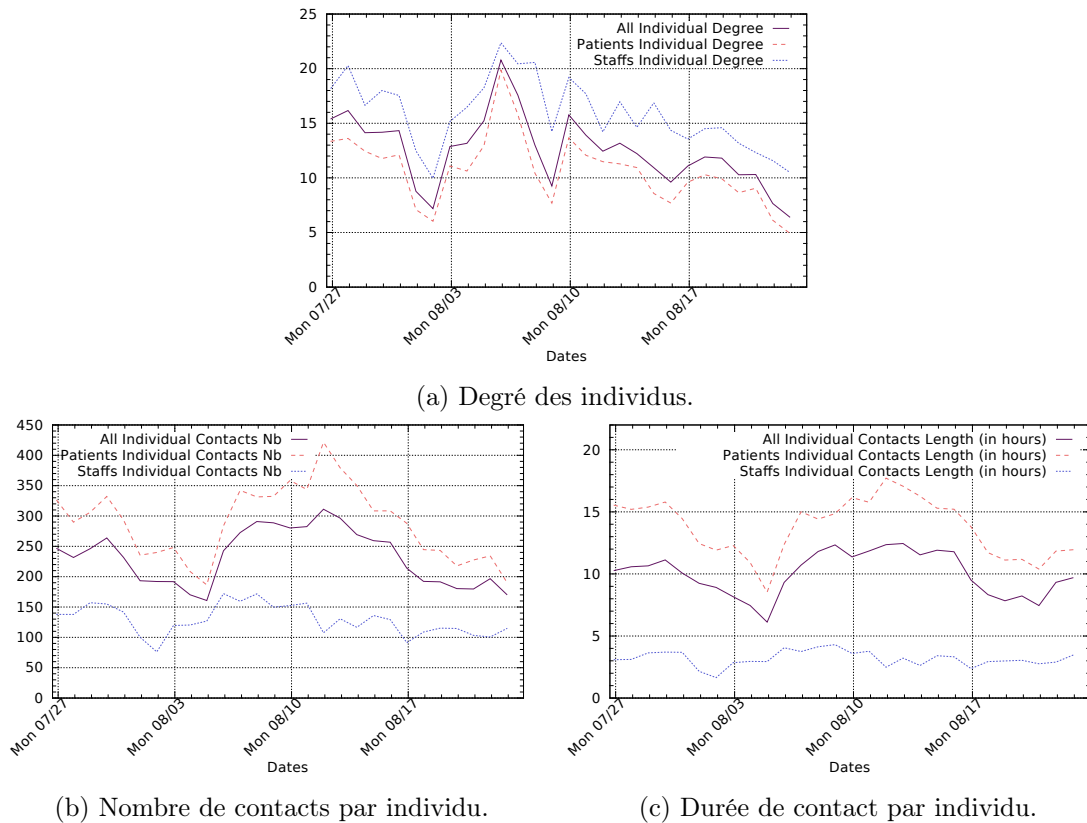 25
20
15
10
5
0
All Individual Degree
Patients Individual Degree
Staffs Individual Degree
Mon 07/27
Mon 08/03
Mon 08/10
Mon 08/17
Dates
(a) Degré des individus.
450
400
350
300
250
200
150
100
50
0
All Individual Contacts Nb
Patients Individual Contacts Nb
Staffs Individual Contacts Nb
Mon 07/27
Mon 08/03
Mon 08/10
Mon 08/17
Dates
(b) Nombre de contacts par individu.
20
15
10
5
0
All Individual Contacts Length (in hours)
Patients Individual Contacts Length (in hours)
Staffs Individual Contacts Length (in hours)
Mon 07/27
Mon 08/03
Mon 08/10
Mon 08/17
Dates
(c) Durée de contact par individu.